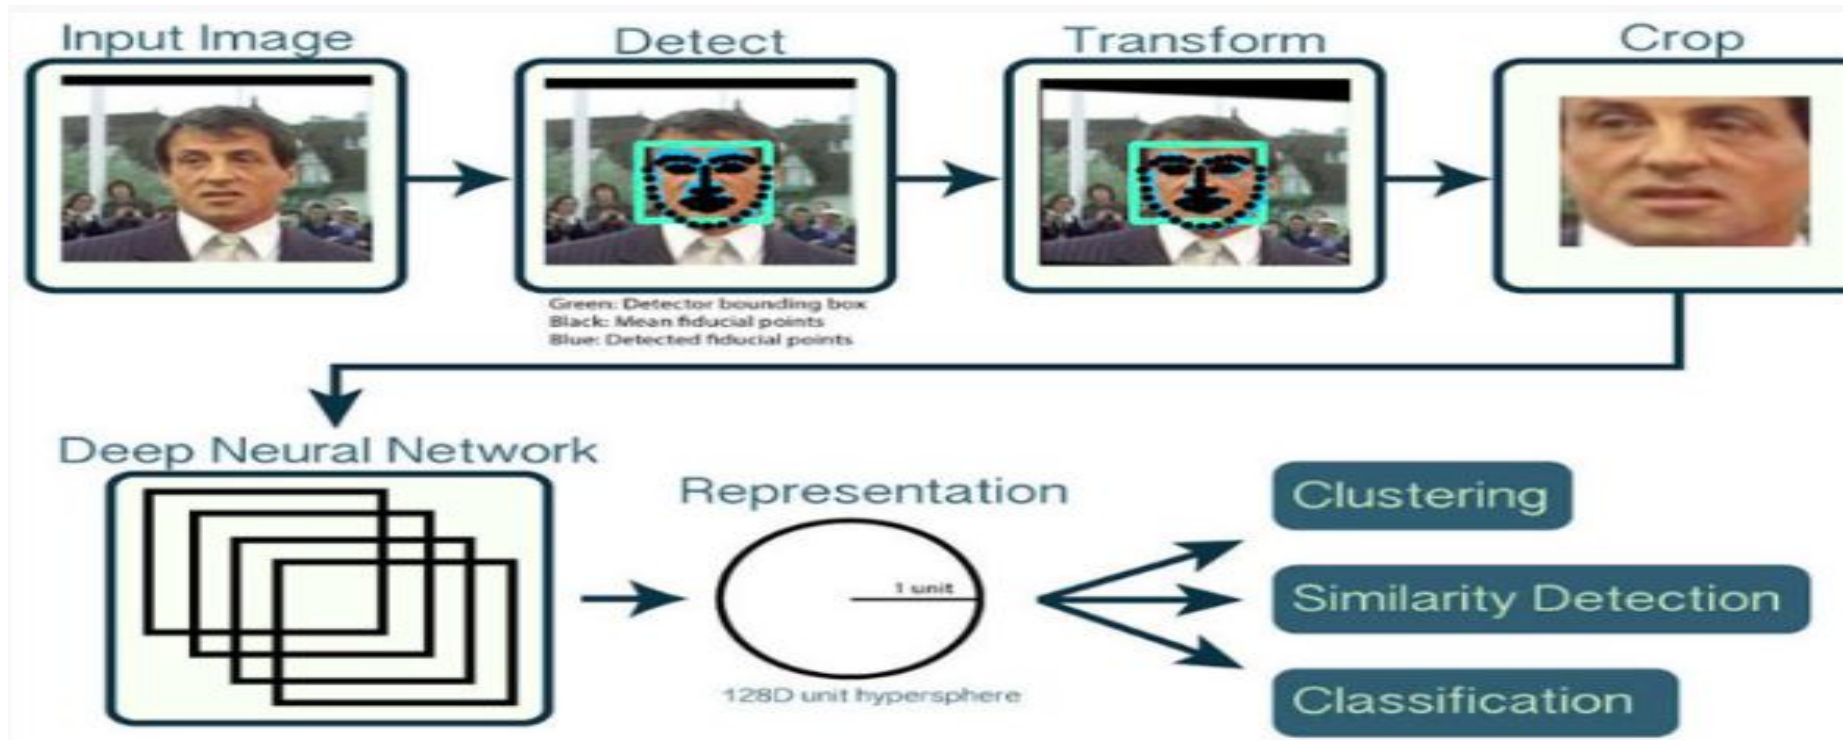 Input Image
Detect
Transform
Crop
Green: Detector bounding box
Black: Mean fiducial points
Blue: Detected fiducial points
Deep Neural Network
Representation
1 unit
128D unit hypersphere
Clustering
Similarity Detection
Classification